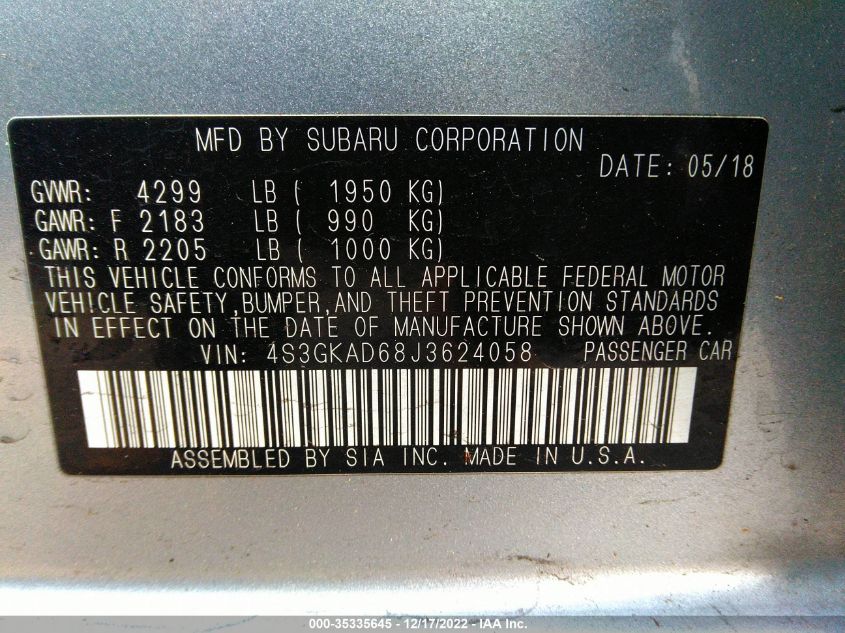 MFD BY SUBARU CORPORATION
DATE: 05/18
GVWR: 4299 LB ( 1950 KG)
GAWR: F 2183 LB ( 990 KG)
GAWR: R 2205 LB ( 1000 KG)
THIS VEHICLE CONFORMS TO ALL APPLICABLE FEDERAL MOTOR
VEHICLE SAFETY, BUMPER, AND THEFT PREVENTION STANDARDS
IN EFFECT ON THE DATE OF MANUFACTURE SHOWN ABOVE.
VIN: 4S3GKAD68J3624058 PASSENGER CAR
ASSEMBLED BY SIA INC. MADE IN U.S.A.
000-35335645 - 12/17/2022 - IAA Inc.